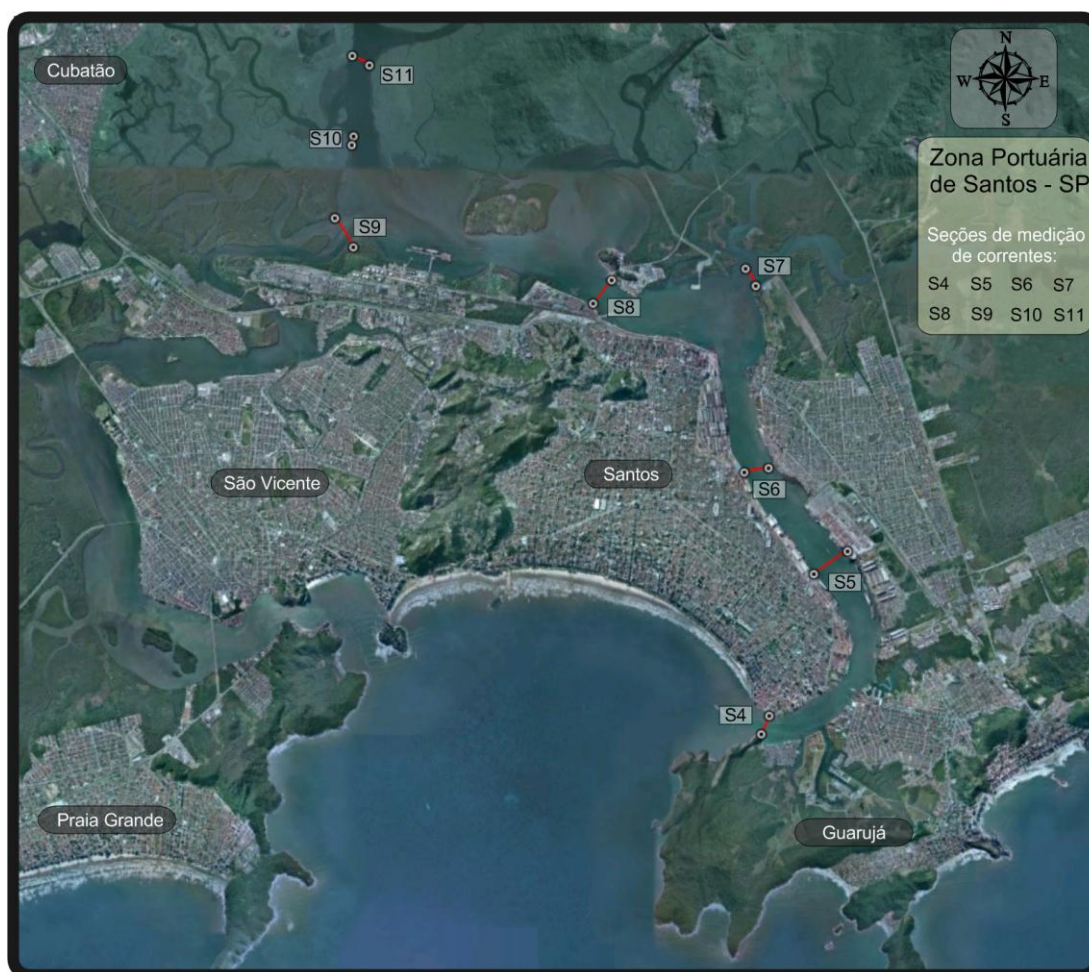 Cubatão
S11
S10
S9
S8
S7
N
W E
S
Zona Portuária
de Santos - SP
Seções de medição
de correntes:
S4 S5 S6 S7
S8 S9 S10 S11
São Vicente
Santos
S6
S5
S4
Praia Grande
Guarujá